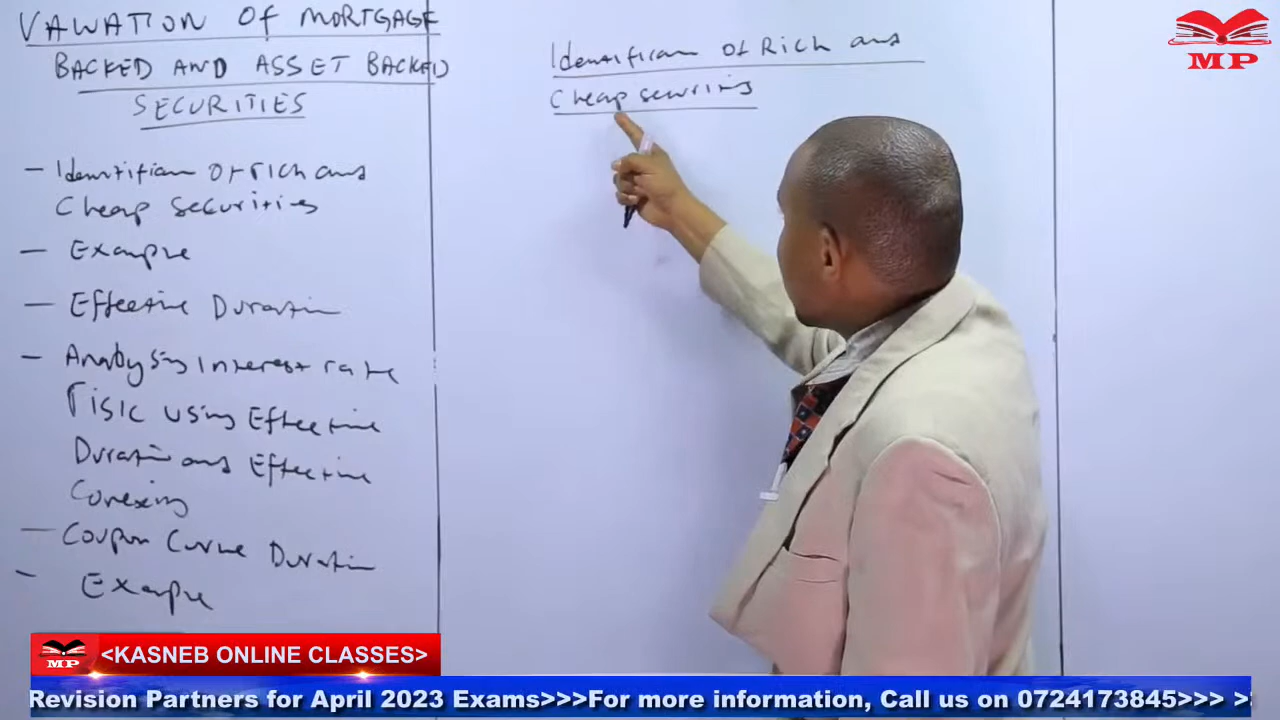 VALUATION OF MORTGAGE
BACKED AND ASSET BACKED
SECURITIES
– Identification of rich and
Cheap Securities
– Example
– Effective Duration
– Analysing Interest rate
risk using Effective
Duration and Effective
Convexity
– Coupon Curve Duration
– Example
Identification of Rich and
Cheap securities
MP
MP
<KASNEB ONLINE CLASSES>
Revision Partners for April 2023 Exams>>>For more information, Call us on 0724173845>>> >